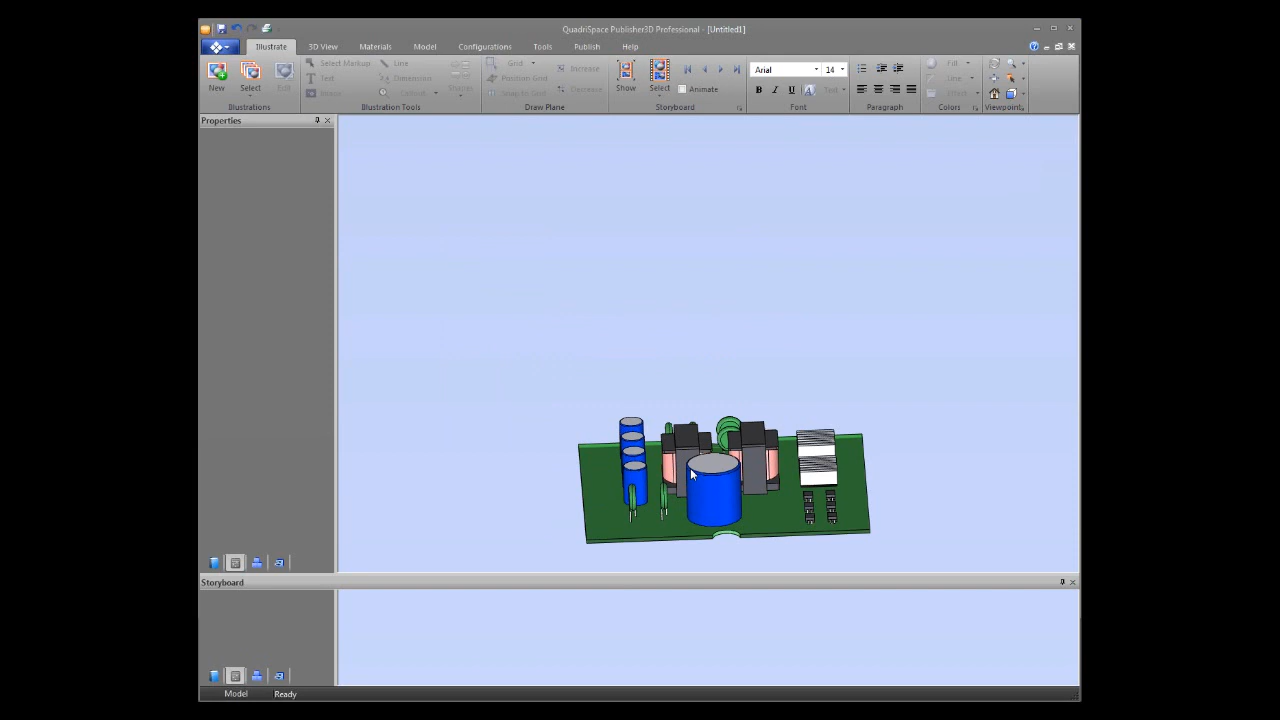 QuadriSpace Publisher3D Professional - [Untitled1]
Illustrate 3D View Materials Model Configurations Tools Publish Help
Select Markup Line Grid Increase Arial 14 Fill
Text Dimension Position Grid Line
New Select Edit Image Callout Shapes Snap to Grid Decrease Show Select Animate B I U A Text Effect
Illustrations Illustration Tools Draw Plane Storyboard Font Paragraph Colors Viewpoints
Properties
Storyboard
Model Ready